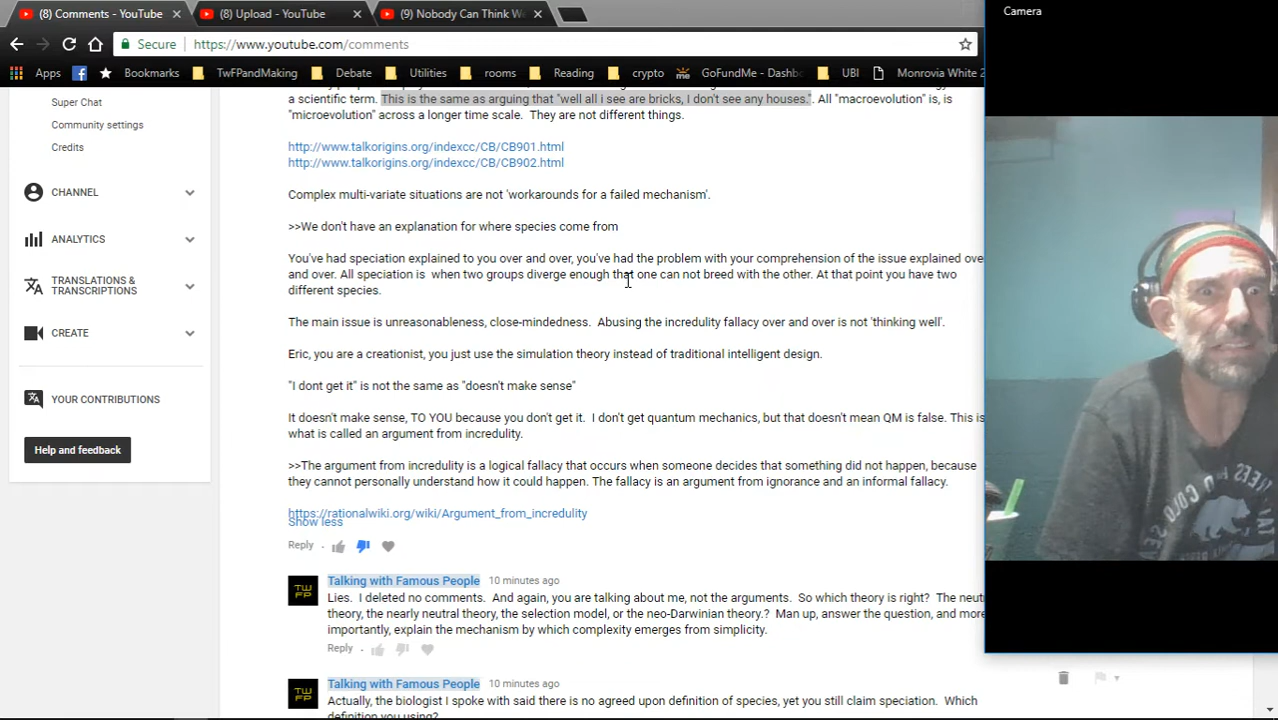 (8) Comments - YouTube
(8) Upload - YouTube
(9) Nobody Can Think We
Camera
Secure
https://www.youtube.com/comments
Apps
Bookmarks
TwFPandMaking
Debate
Utilities
rooms
Reading
crypto
GoFundMe - Dashb
UBI
Monrovia White 2
Super Chat
Community settings
Credits
CHANNEL
ANALYTICS
TRANSLATIONS &
TRANSCRIPTIONS
CREATE
YOUR CONTRIBUTIONS
Help and feedback
a scientific term. This is the same as arguing that "well all i see are bricks, I don't see any houses.". All "macroevolution" is, is
"microevolution" across a longer time scale. They are not different things.
http://www.talkorigins.org/indexcc/CB/CB901.html
http://www.talkorigins.org/indexcc/CB/CB902.html
Complex multi-variate situations are not 'workarounds for a failed mechanism'.
>>We don't have an explanation for where species come from
You've had speciation explained to you over and over, you've had the problem with your comprehension of the issue explained ove
and over. All speciation is when two groups diverge enough that one can not breed with the other. At that point you have two
different species.
The main issue is unreasonableness, close-mindedness. Abusing the incredulity fallacy over and over is not 'thinking well'.
Eric, you are a creationist, you just use the simulation theory instead of traditional intelligent design.
"I dont get it" is not the same as "doesn't make sense"
It doesn't make sense, TO YOU because you don't get it. I don't get quantum mechanics, but that doesn't mean QM is false. This is
what is called an argument from incredulity.
>>The argument from incredulity is a logical fallacy that occurs when someone decides that something did not happen, because
they cannot personally understand how it could happen. The fallacy is an argument from ignorance and an informal fallacy.
https://rationalwiki.org/wiki/Argument_from_incredulity
Show less
Reply
Talking with Famous People 10 minutes ago
Lies. I deleted no comments. And again, you are talking about me, not the arguments. So which theory is right? The neut
theory, the nearly neutral theory, the selection model, or the neo-Darwinian theory.? Man up, answer the question, and more
importantly, explain the mechanism by which complexity emerges from simplicity.
Reply
Talking with Famous People 10 minutes ago
Actually, the biologist I spoke with said there is no agreed upon definition of species, yet you still claim speciation. Which
definition you using?
TW
FP
TW
FP